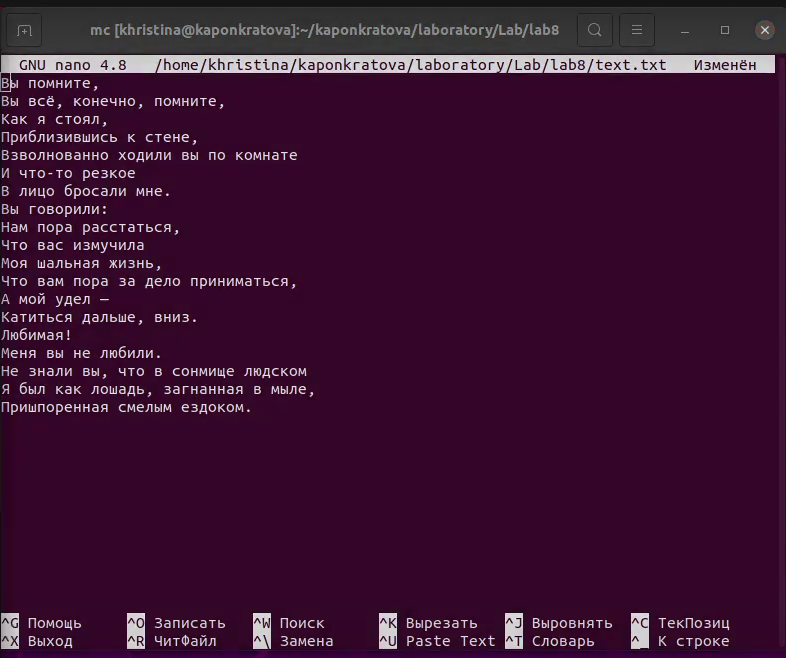 mc [khristina@kaponkratova]:~/kaponkratova/laboratory/Lab/lab8
GNU nano 4.8 /home/khristina/kaponkratova/laboratory/Lab/lab8/text.txt Изменён
Вы помните,
Вы всё, конечно, помните,
Как я стоял,
Приблизившись к стене,
Взволнованно ходили вы по комнате
И что-то резкое
В лицо бросали мне.
Вы говорили:
Нам пора расстаться,
Что вас измучила
Моя шальная жизнь,
Что вам пора за дело приниматься,
А мой удел —
Катиться дальше, вниз.
Любимая!
Меня вы не любили.
Не знали вы, что в сонмище людском
Я был как лошадь, загнанная в мыле,
Пришпоренная смелым ездоком.
^G Помощь ^O Записать ^W Поиск ^K Вырезать ^J Выровнять ^C ТекПозиц
^X Выход ^R ЧитФайл ^\ Замена ^U Paste Text ^T Словарь ^_ К строке